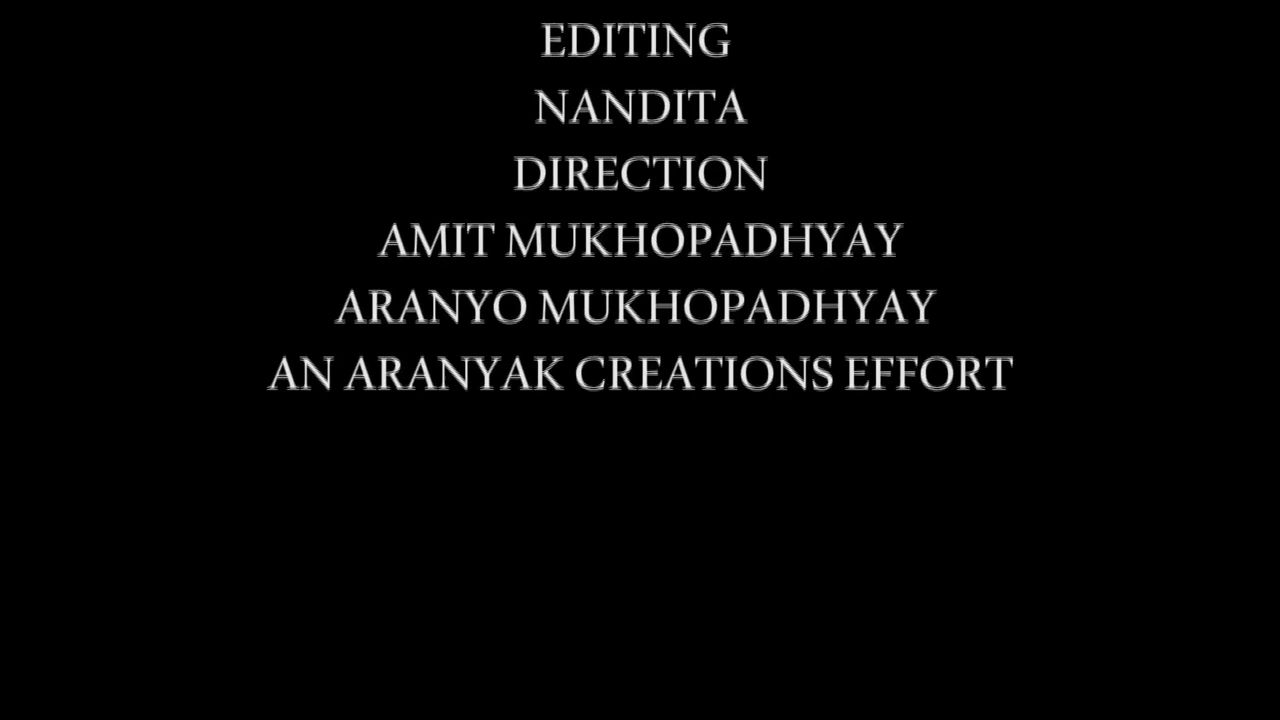 EDITING
NANDITA
DIRECTION
AMIT MUKHOPADHYAY
ARANYO MUKHOPADHYAY
AN ARANYAK CREATIONS EFFORT